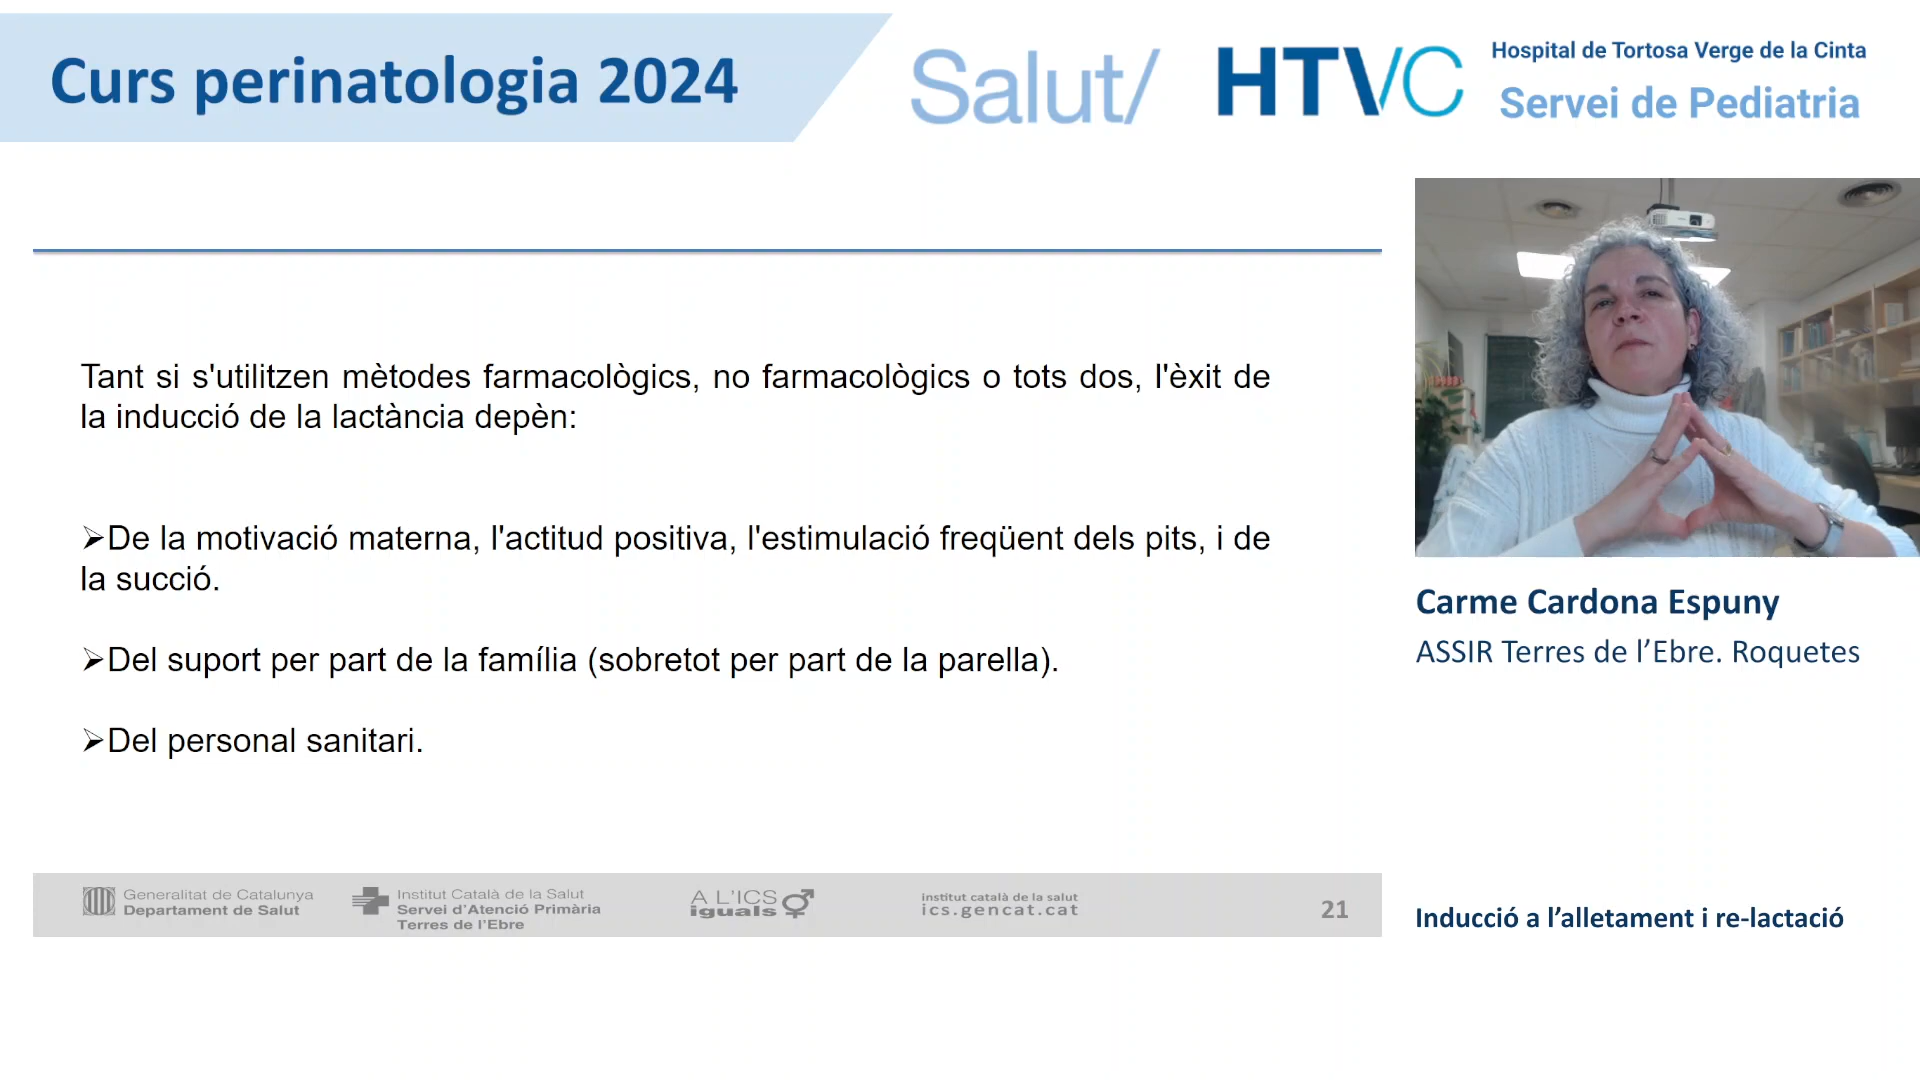 Curs perinatologia 2024
Salut/
HTVC
Hospital de Tortosa Verge de la Cinta
Servei de Pediatria
Tant si s'utilitzen mètodes farmacològics, no farmacològics o tots dos, l'èxit de
la inducció de la lactància depèn:
➢De la motivació materna, l'actitud positiva, l'estimulació freqüent dels pits, i de
la succió.
➢Del suport per part de la família (sobretot per part de la parella).
➢Del personal sanitari.
Carme Cardona Espuny
ASSIR Terres de l’Ebre. Roquetes
Generalitat de Catalunya
Departament de Salut
Institut Català de la Salut
Servei d'Atenció Primària
Terres de l'Ebre
A L'ICS
iguals
institut català de la salut
ics.gencat.cat
21
Inducció a l’alletament i re-lactació